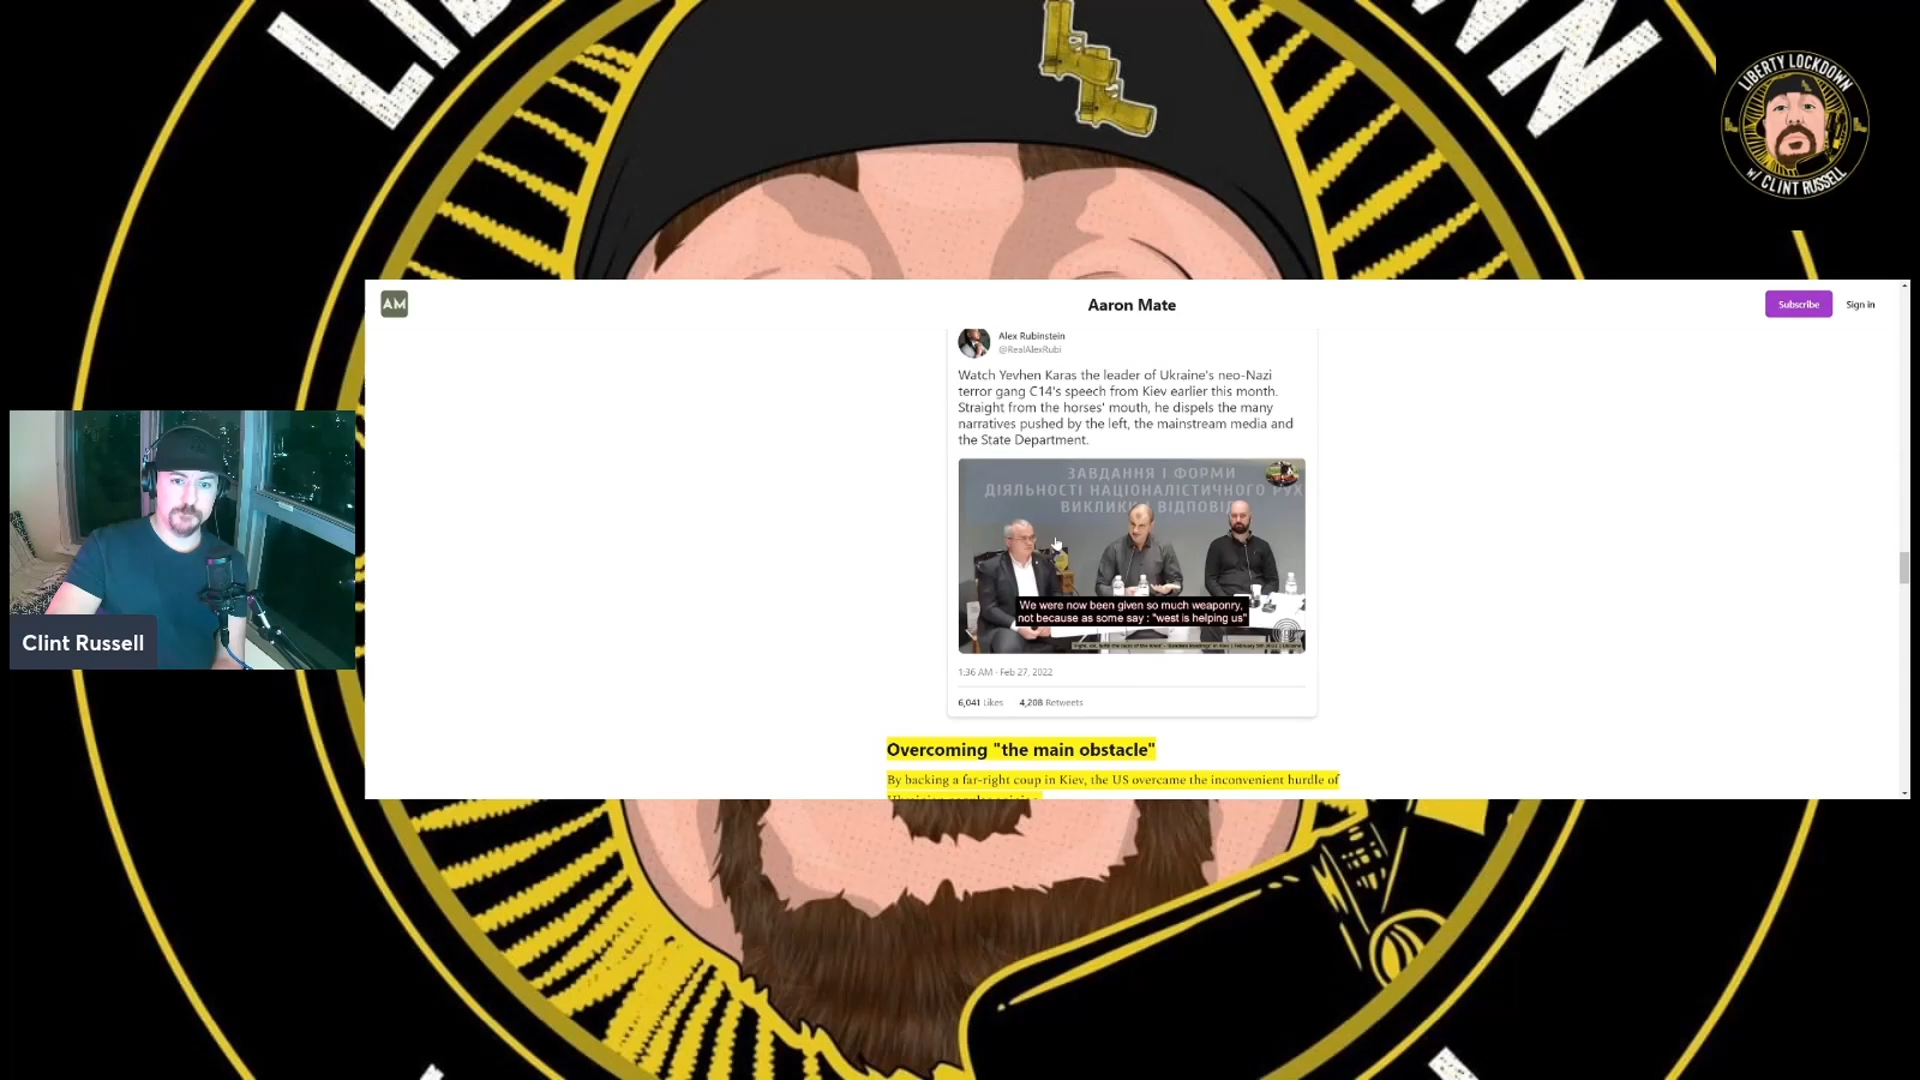 LIBERTY LOCKDOWN
w/ CLINT RUSSELL
AM
Aaron Mate
Subscribe
Sign in
Alex Rubinstein
@RealAlexRubi
Watch Yevhen Karas the leader of Ukraine's neo-Nazi
terror gang C14's speech from Kiev earlier this month.
Straight from the horses' mouth, he dispels the many
narratives pushed by the left, the mainstream media and
the State Department.
ЗАВДАННЯ І ФОРМИ
ДІЯЛЬНОСТІ НАЦІОНАЛІСТИЧНОГО РУХ
ВИКЛИКИ ВІДПОВІД
We were now been given so much weaponry,
not because as some say : "west is helping us"
1:36 AM · Feb 27, 2022
6,041 Likes 4,208 Retweets
Overcoming "the main obstacle"
By backing a far-right coup in Kiev, the US overcame the inconvenient hurdle of
Clint Russell